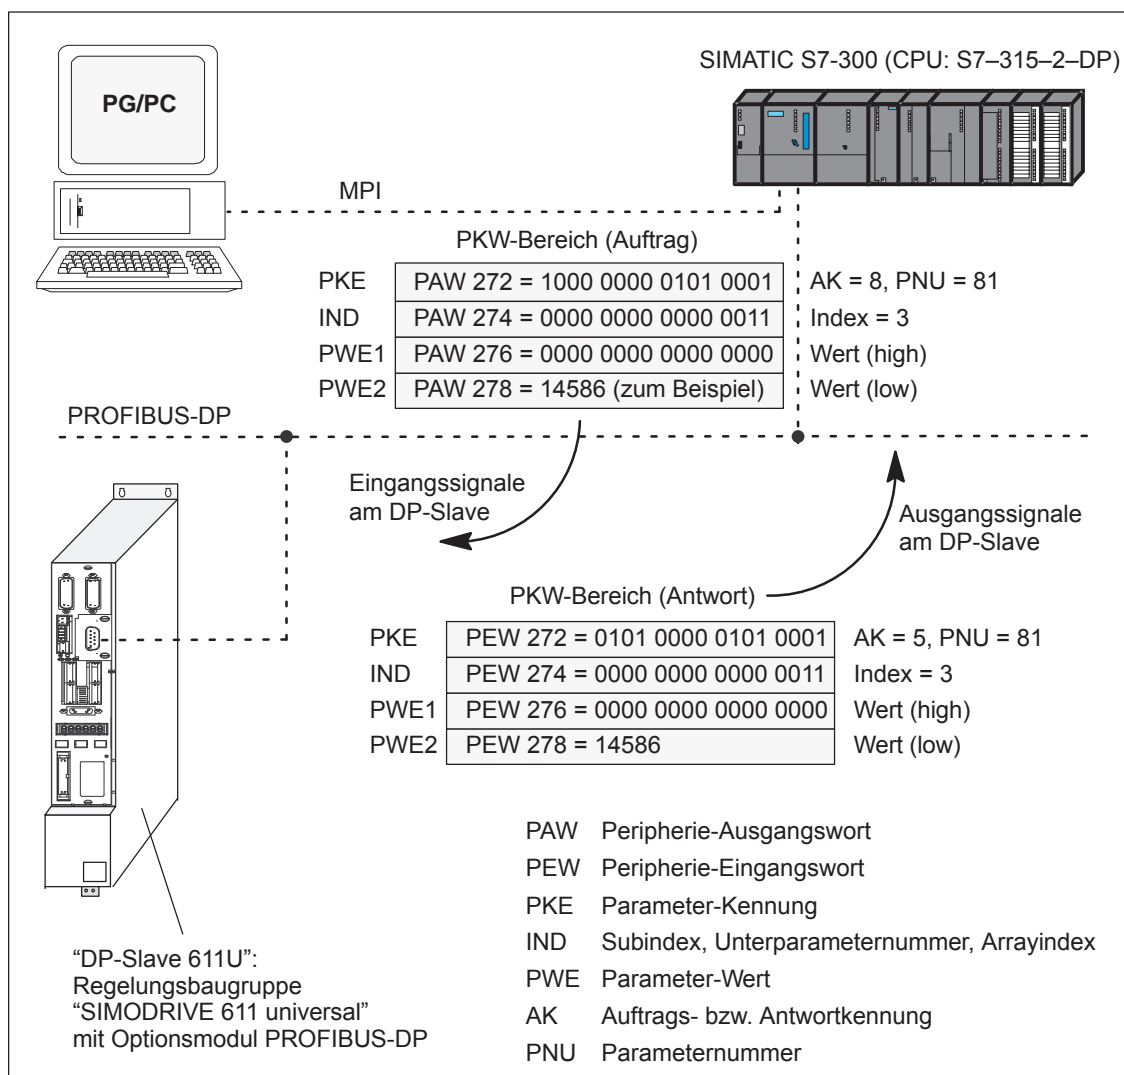 PG/PC
SIMATIC S7-300 (CPU: S7–315–2–DP)
MPI
PKW-Bereich (Auftrag)
PKE PAW 272 = 1000 0000 0101 0001 AK = 8, PNU = 81
IND PAW 274 = 0000 0000 0000 0011 Index = 3
PWE1 PAW 276 = 0000 0000 0000 0000 Wert (high)
PWE2 PAW 278 = 14586 (zum Beispiel) Wert (low)
PROFIBUS-DP
Eingangssignale
am DP-Slave
Ausgangssignale
am DP-Slave
PKW-Bereich (Antwort)
PKE PEW 272 = 0101 0000 0101 0001 AK = 5, PNU = 81
IND PEW 274 = 0000 0000 0000 0011 Index = 3
PWE1 PEW 276 = 0000 0000 0000 0000 Wert (high)
PWE2 PEW 278 = 14586 Wert (low)
PAW Peripherie-Ausgangswort
PEW Peripherie-Eingangswort
PKE Parameter-Kennung
IND Subindex, Unterparameternummer, Arrayindex
PWE Parameter-Wert
AK Auftrags- bzw. Antwortkennung
PNU Parameternummer
“DP-Slave 611U”:
Regelungsbaugruppe
“SIMODRIVE 611 universal”
mit Optionsmodul PROFIBUS-DP